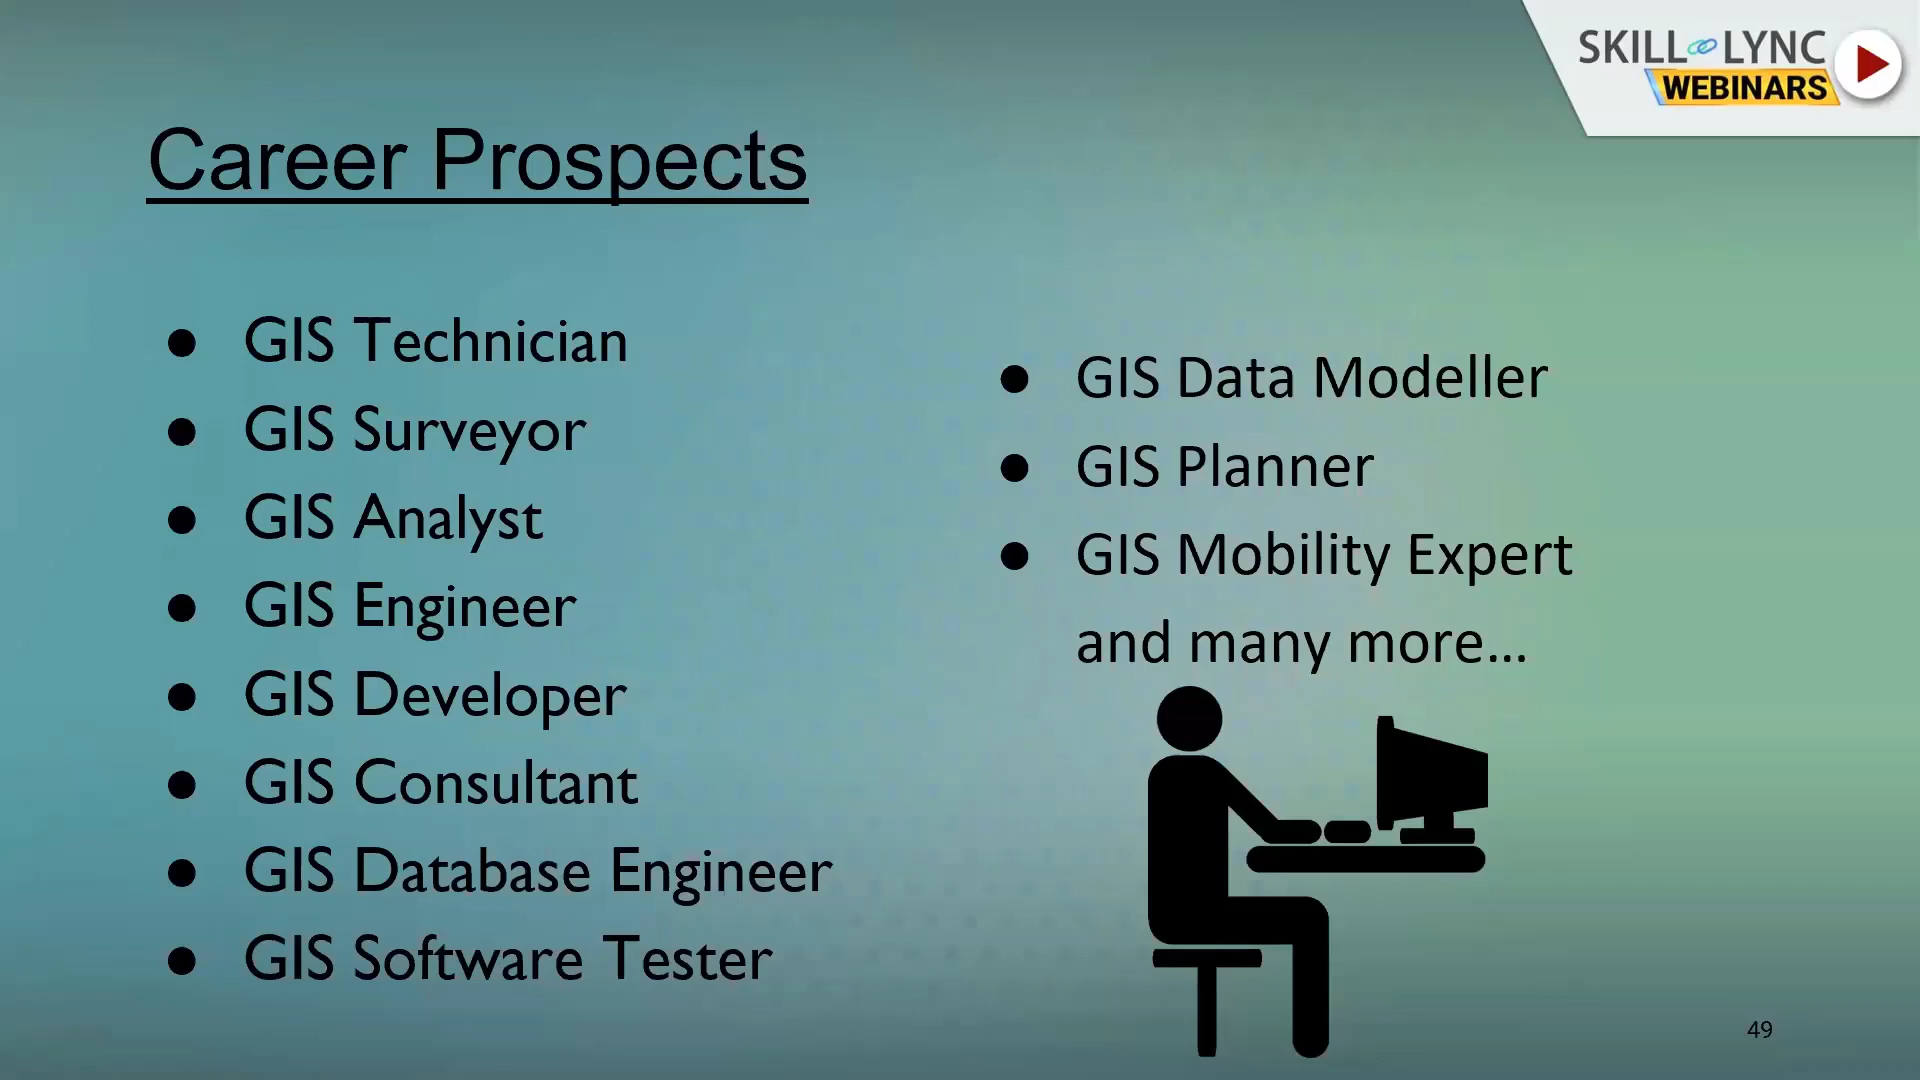 SKILL LYNC
WEBINARS
Career Prospects
● GIS Technician
● GIS Surveyor
● GIS Analyst
● GIS Engineer
● GIS Developer
● GIS Consultant
● GIS Database Engineer
● GIS Software Tester
● GIS Data Modeller
● GIS Planner
● GIS Mobility Expert
and many more...
49